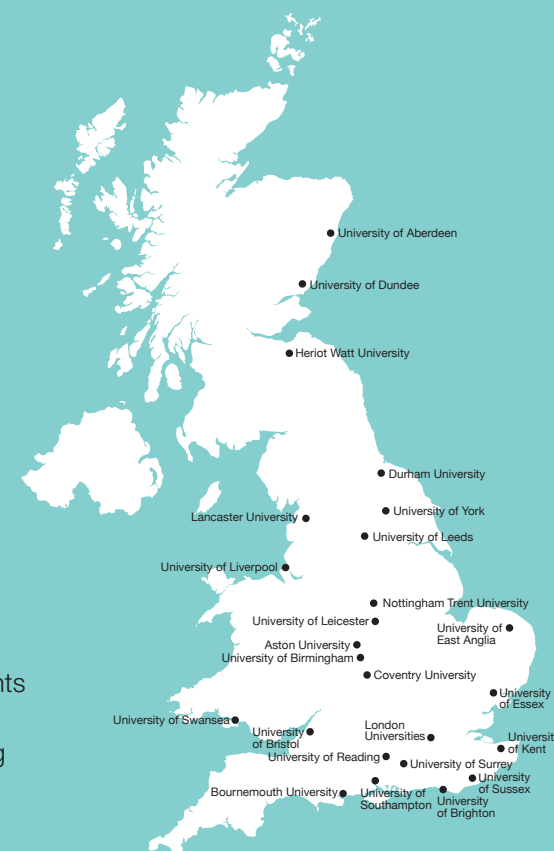 University of Aberdeen
University of Dundee
Heriot Watt University
Durham University
University of York
Lancaster University
University of Leeds
University of Liverpool
Nottingham Trent University
University of Leicester
University of
East Anglia
Aston University
University of Birmingham
Coventry University
nts
University
of Essex
University of Swansea
University
of Bristol
London
Universities
Universit
of Kent
g
University of Reading
University of Surrey
University
of Sussex
Bournemouth University
University of
Southampton
University
of Brighton